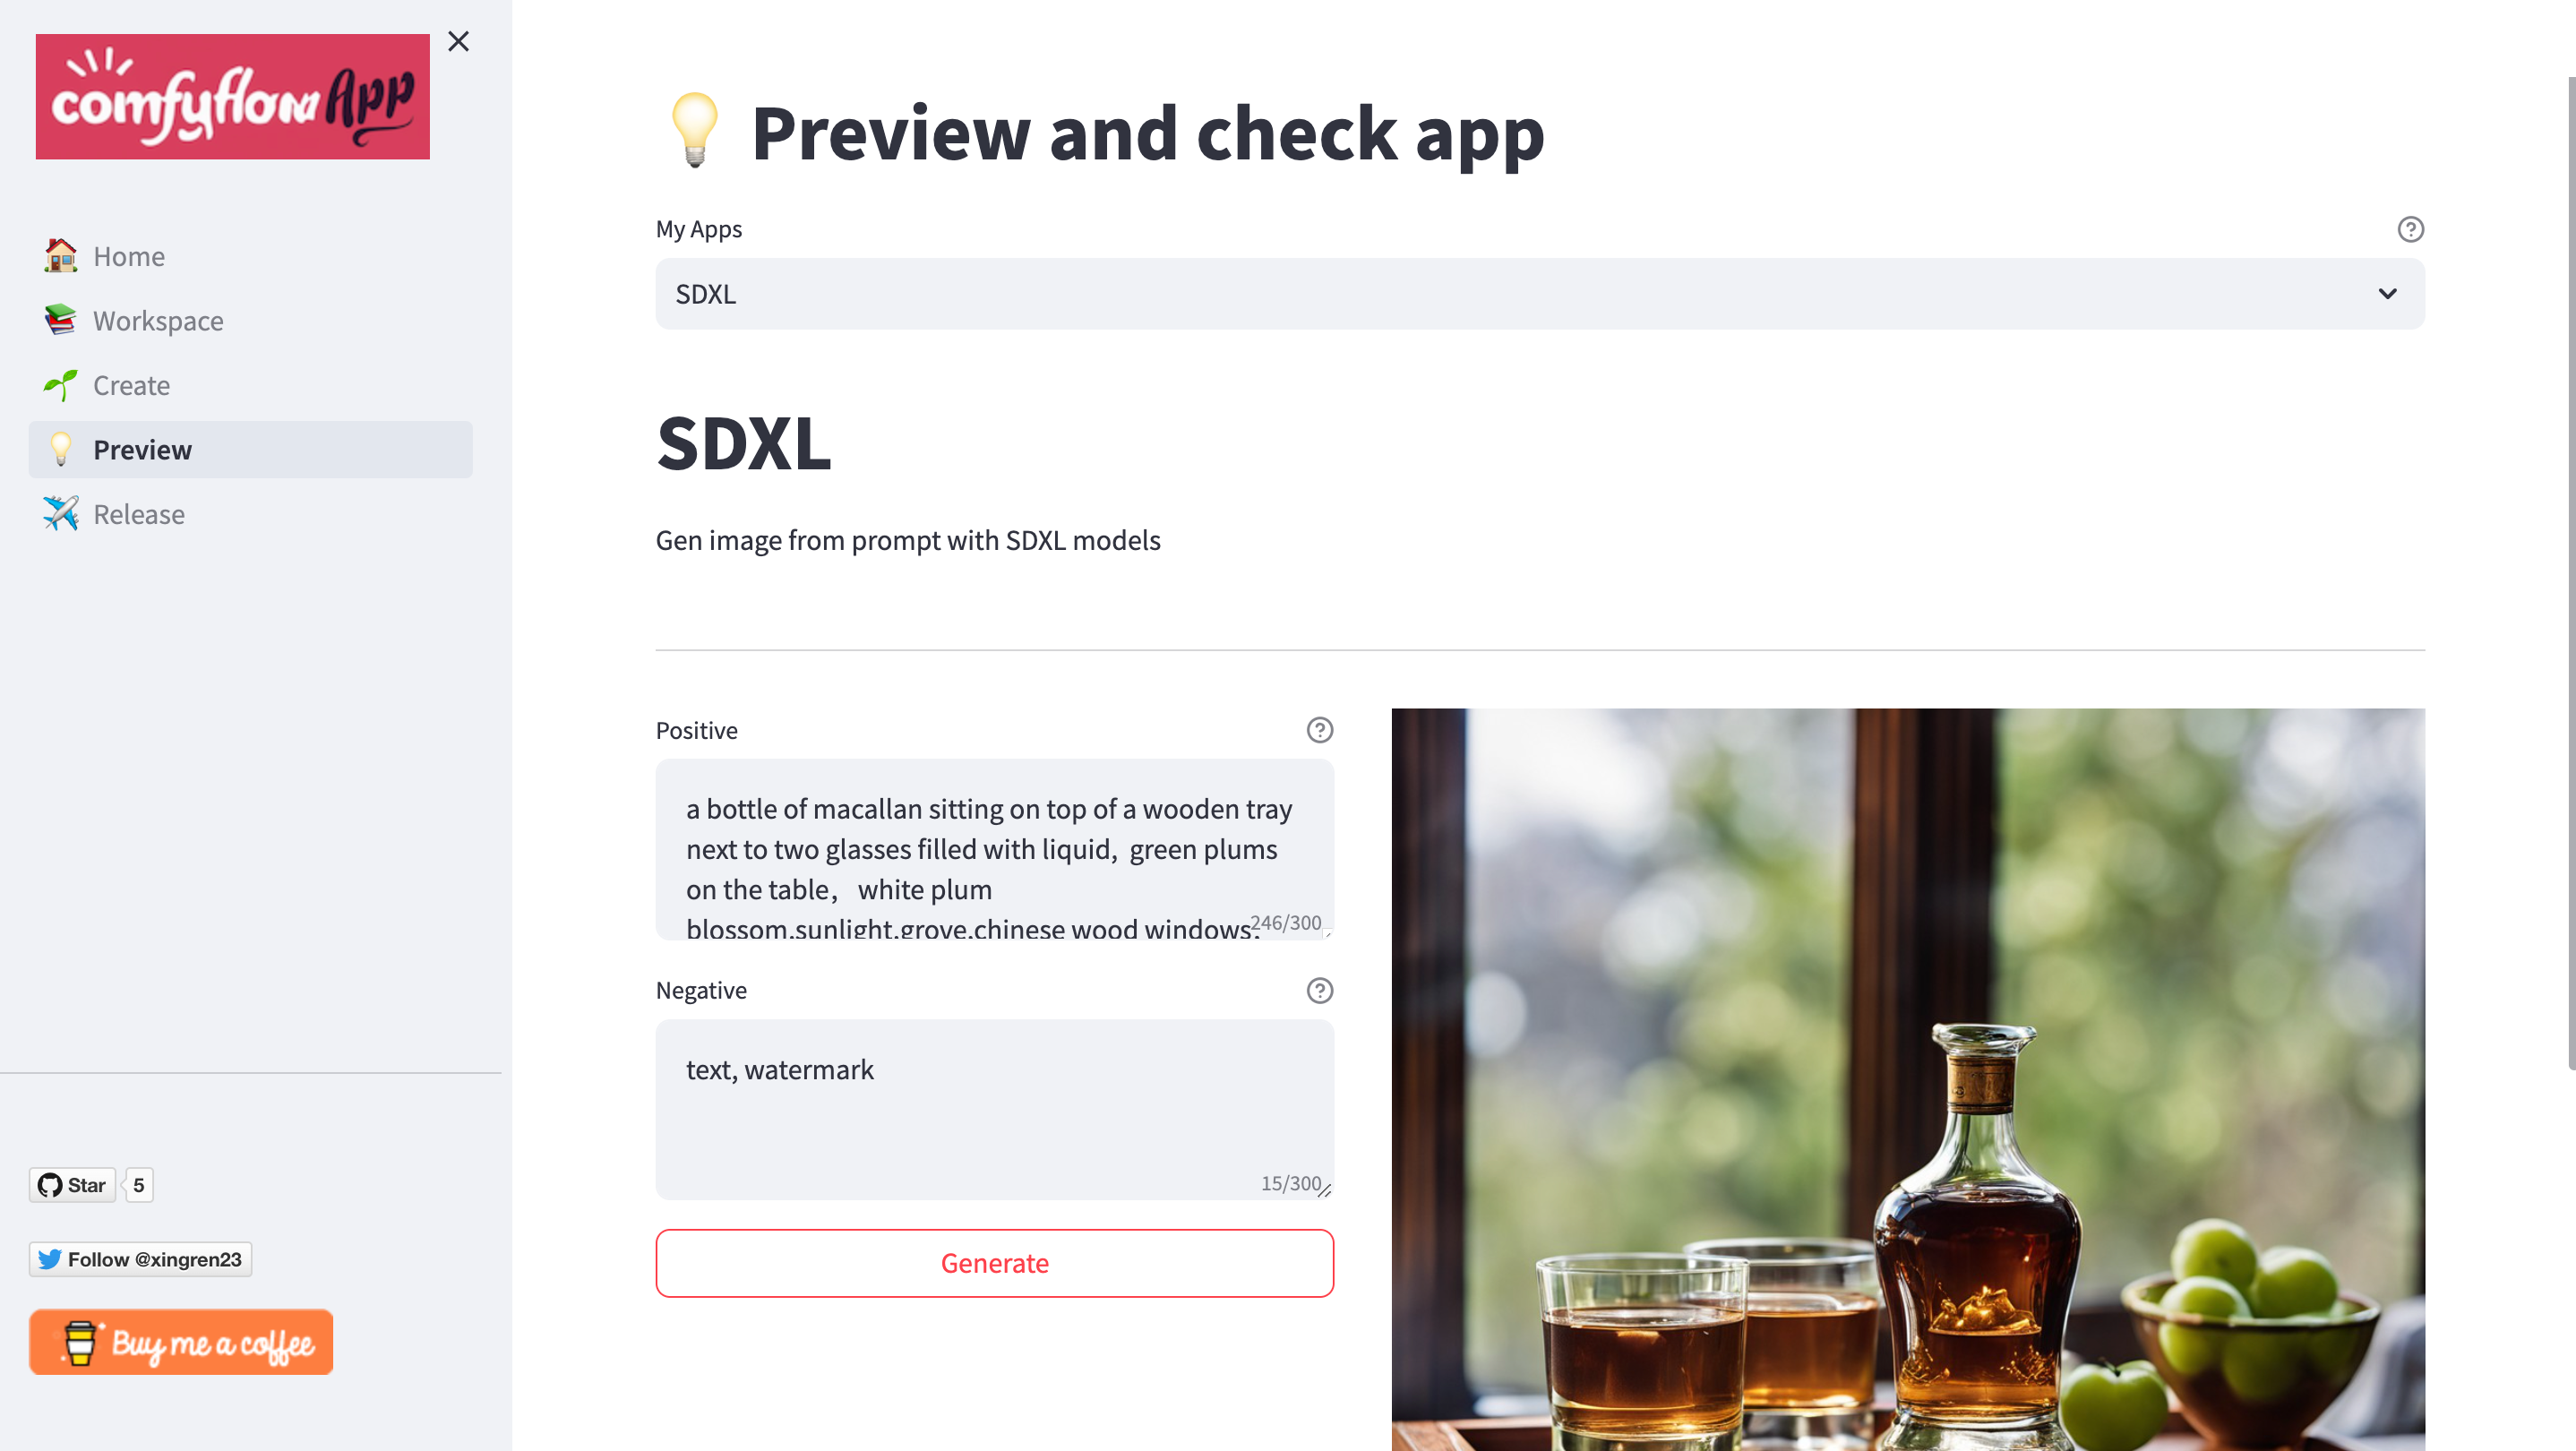 comfyflow App
Home
Workspace
Create
Preview
Release
Star 5
Follow @xingren23
Buy me a coffee
Preview and check app
My Apps
SDXL
SDXL
Gen image from prompt with SDXL models
Positive
a bottle of macallan sitting on top of a wooden tray
next to two glasses filled with liquid,  green plums
on the table， white plum
blossom,sunlight,grove,chinese wood windows,
246/300
Negative
text, watermark
15/300
Generate